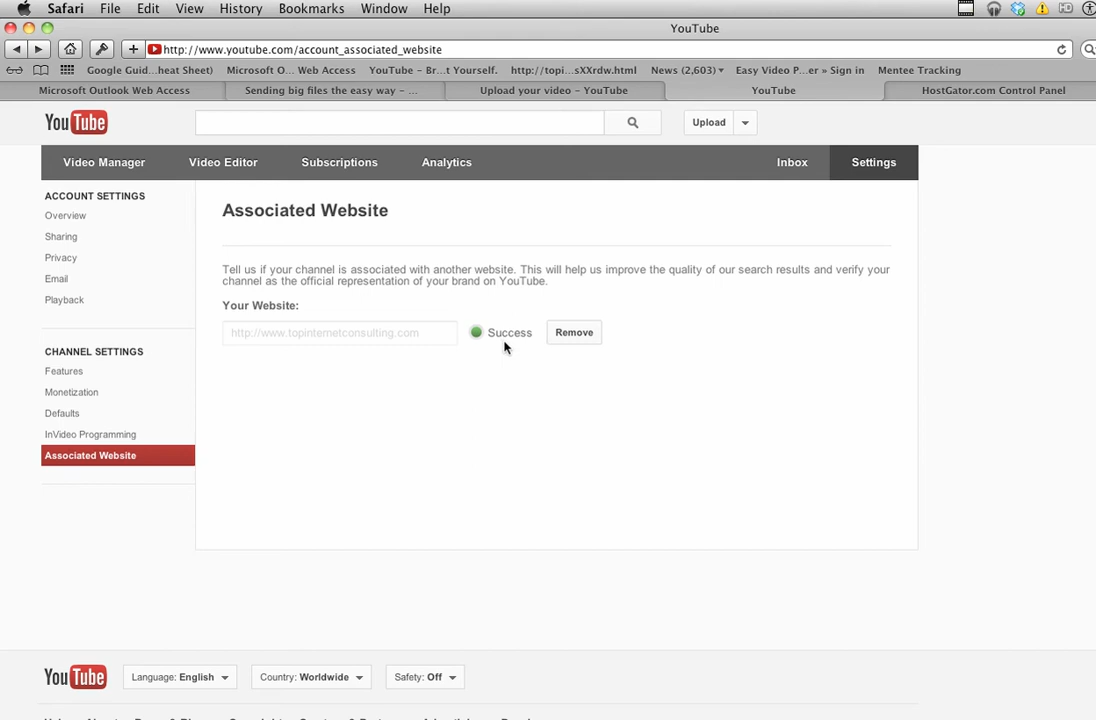 Safari File Edit View History Bookmarks Window Help
YouTube
http://www.youtube.com/account_associated_website
Google Guid...heat Sheet) Microsoft O... Web Access YouTube – Br...t Yourself. http://topi...sXXrdw.html News (2,603) Easy Video P...er » Sign in Mentee Tracking
Microsoft Outlook Web Access Sending big files the easy way – ... Upload your video – YouTube YouTube HostGator.com Control Panel
YouTube Upload
Video Manager Video Editor Subscriptions Analytics Inbox Settings
ACCOUNT SETTINGS
Overview
Sharing
Privacy
Email
Playback
CHANNEL SETTINGS
Features
Monetization
Defaults
InVideo Programming
Associated Website
Associated Website
Tell us if your channel is associated with another website. This will help us improve the quality of our search results and verify your
channel as the official representation of your brand on YouTube.
Your Website:
http://www.topinternetconsulting.com Success Remove
YouTube Language: English Country: Worldwide Safety: Off